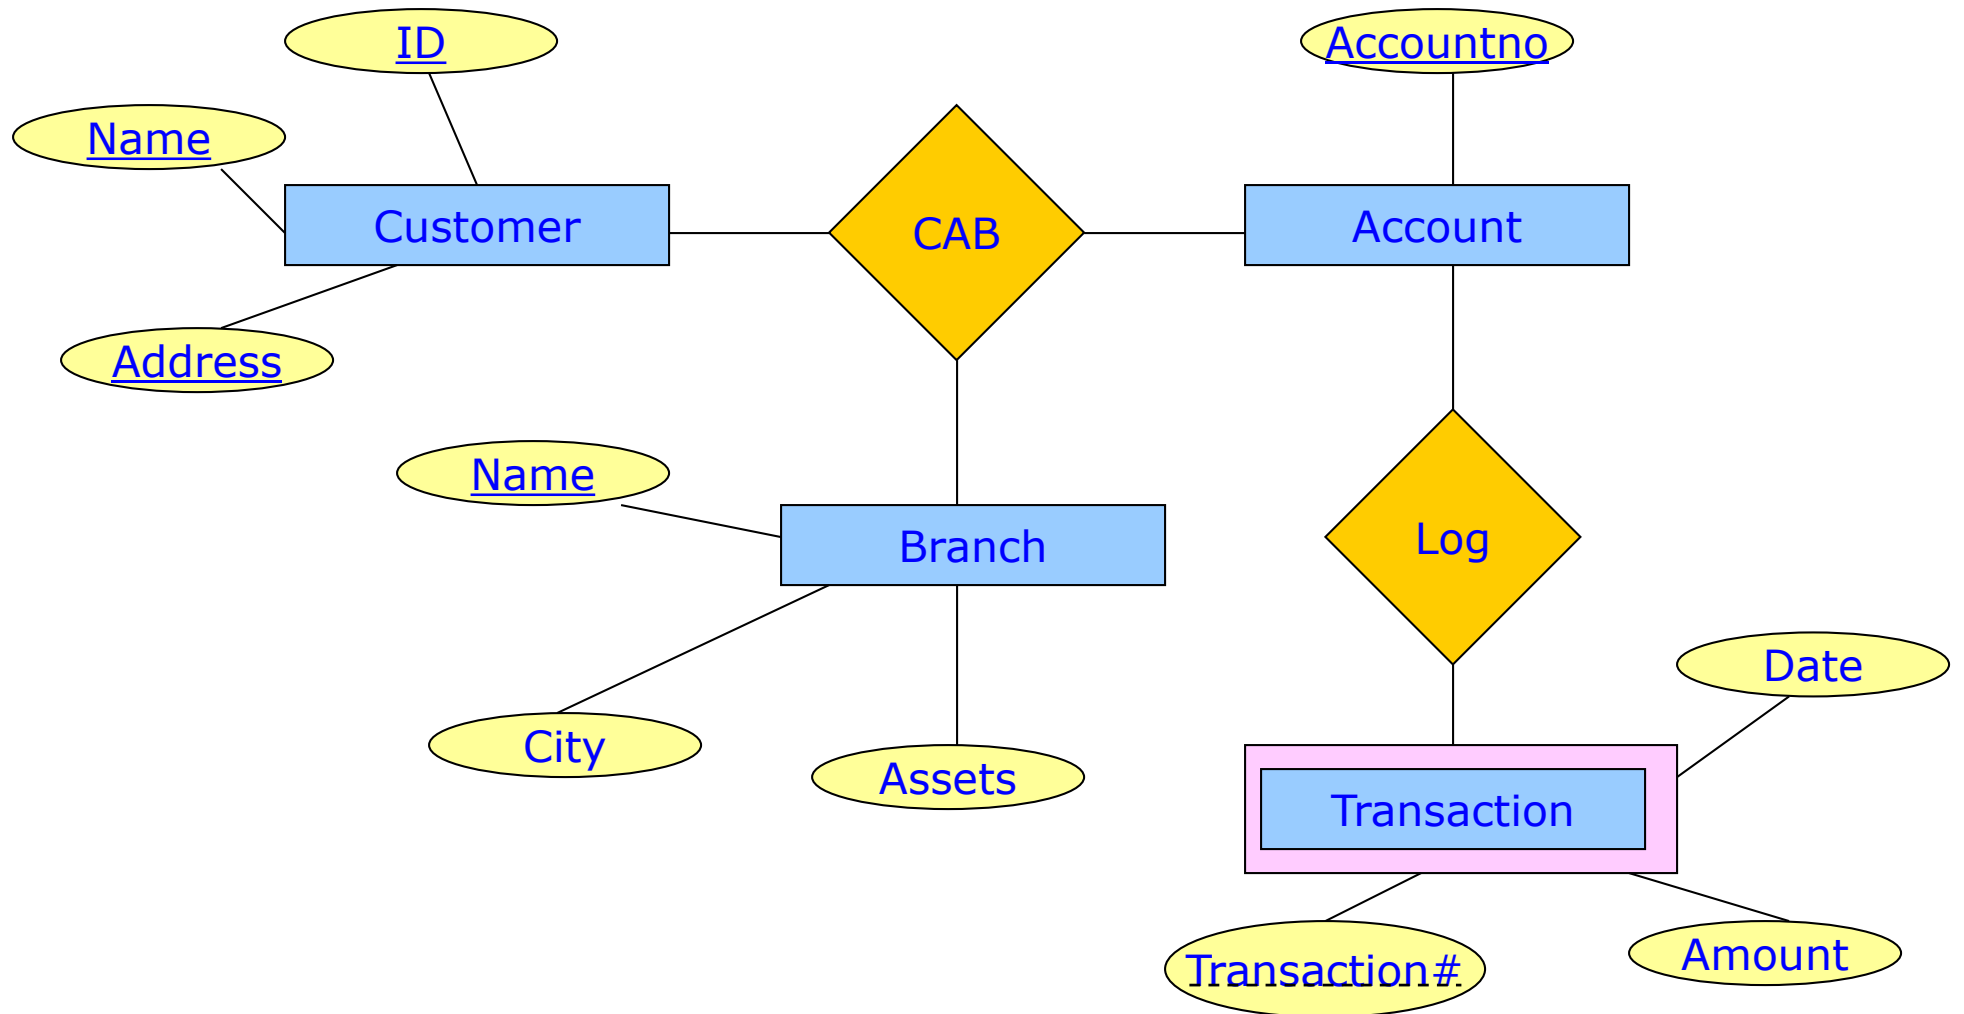 ID
Accountno
Name
Customer
CAB
Account
Address
Name
Branch
Log
Date
City
Assets
Transaction
Transaction#
Amount